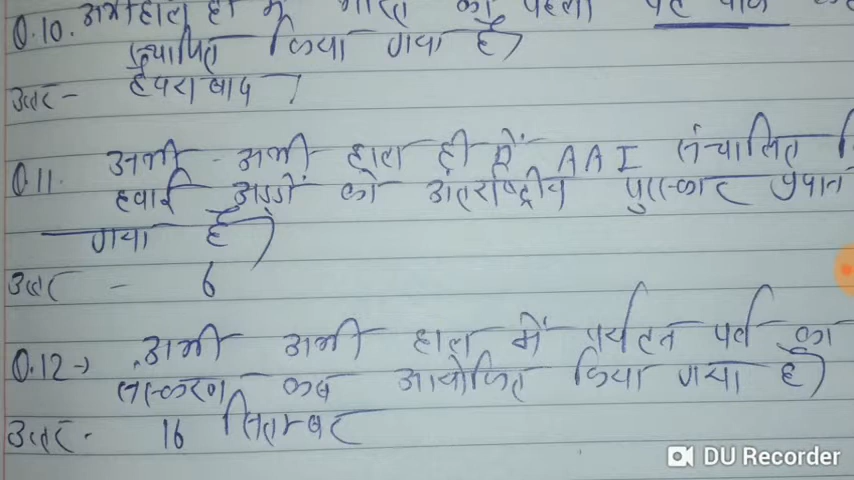 Q.10. अभी हाल ही में भारत का पहला
स्थापित किया गया है?
उत्तर - हैदराबाद
Q.11. अभी - अभी हाल ही में AAI संचालित
हवाई अड्डों को अंतर्राष्ट्रीय पुरस्कार प्रदान
गया है?
उत्तर - 6
Q.12 → अभी अभी हाल में पर्यटन पर्व का
संस्करण कब आयोजित किया गया है?
उत्तर - 16 सितम्बर
DU Recorder